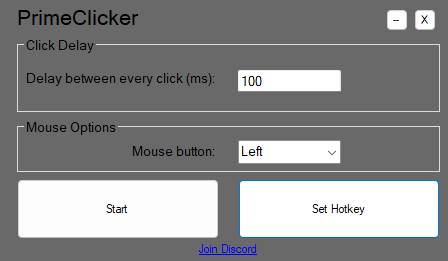 PrimeClicker
– X
Click Delay
Delay between every click (ms): 100
Mouse Options
Mouse button: Left
Start Set Hotkey
Join Discord